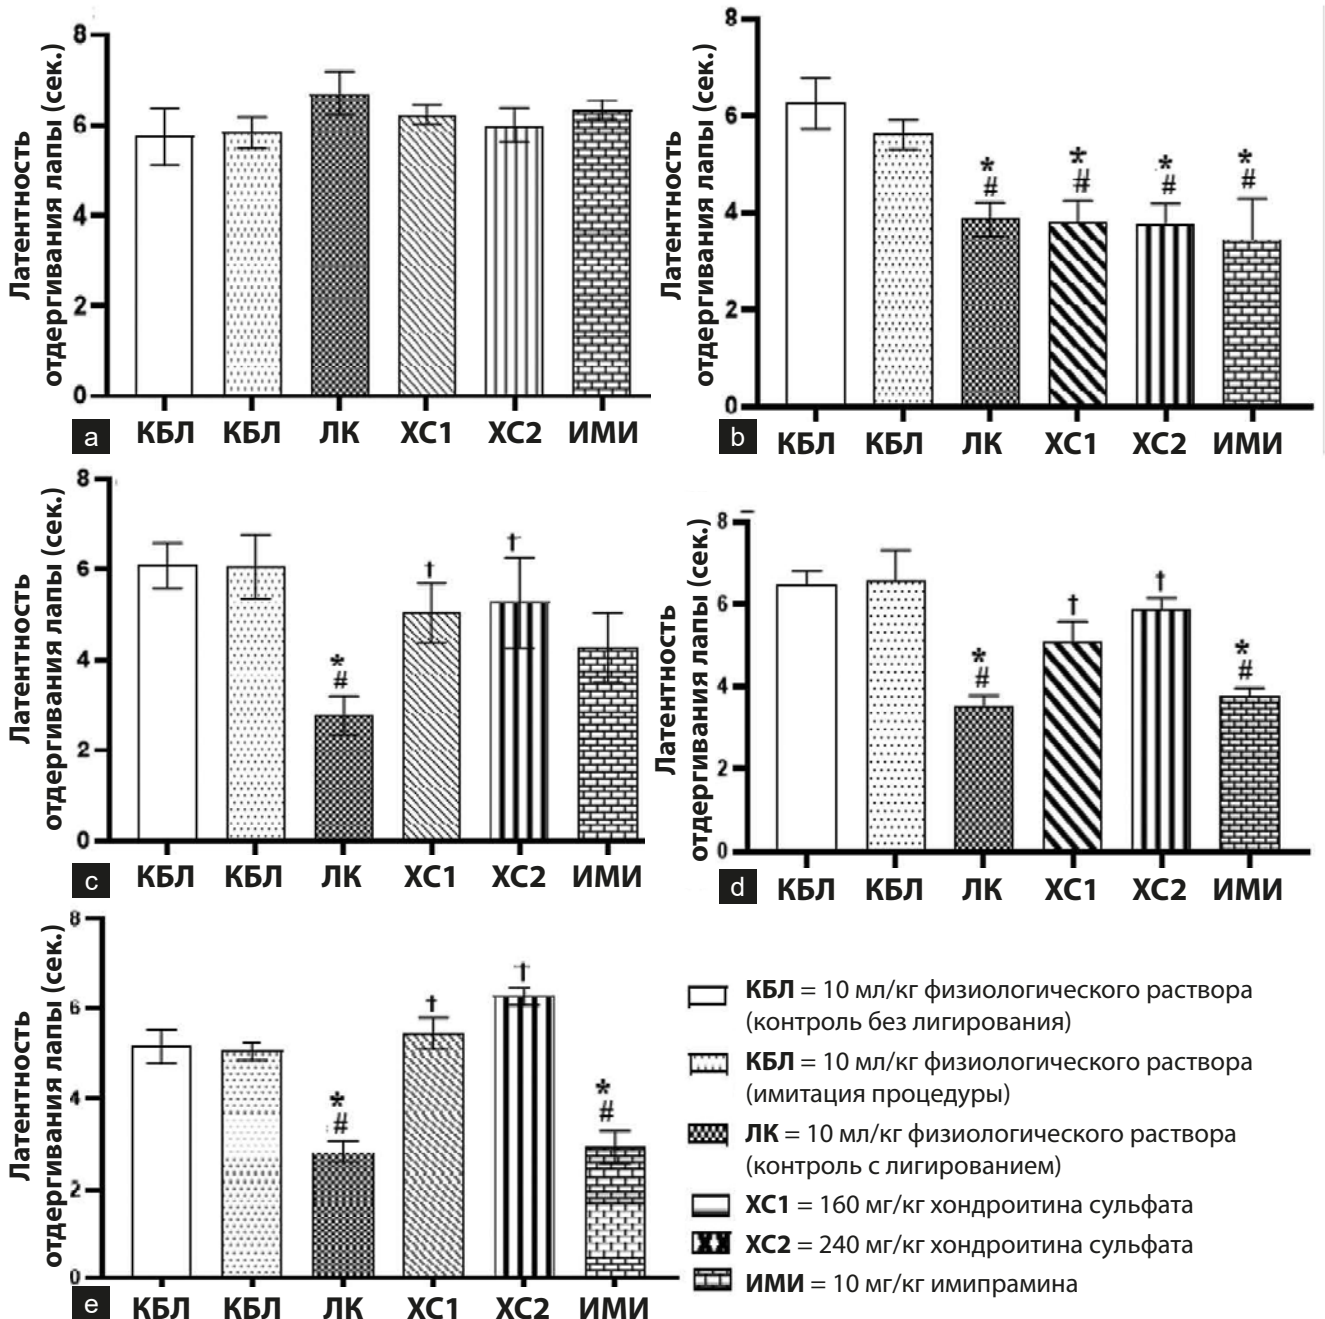 Латентность
отдергивания лапы (сек.)
8
6
4
2
0
a
КБЛ КБЛ ЛК ХС1 ХС2 ИМИ
Латентность
отдергивания лапы (сек.)
8
6
4
2
0
* * * *
# # # #
b
КБЛ КБЛ ЛК ХС1 ХС2 ИМИ
Латентность
отдергивания лапы (сек.)
8
6
4
2
0
† †
*
#
c
КБЛ КБЛ ЛК ХС1 ХС2 ИМИ
Латентность
отдергивания лапы (сек.)
8
6
4
2
0
† †
* *
# #
d
КБЛ КБЛ ЛК ХС1 ХС2 ИМИ
Латентность
отдергивания лапы (сек.)
8
6
4
2
0
† †
* *
# #
e
КБЛ КБЛ ЛК ХС1 ХС2 ИМИ
КБЛ = 10 мл/кг физиологического раствора
(контроль без лигирования)
КБЛ = 10 мл/кг физиологического раствора
(имитация процедуры)
ЛК = 10 мл/кг физиологического раствора
(контроль с лигированием)
ХС1 = 160 мг/кг хондроитина сульфата
ХС2 = 240 мг/кг хондроитина сульфата
ИМИ = 10 мг/кг имипрамина